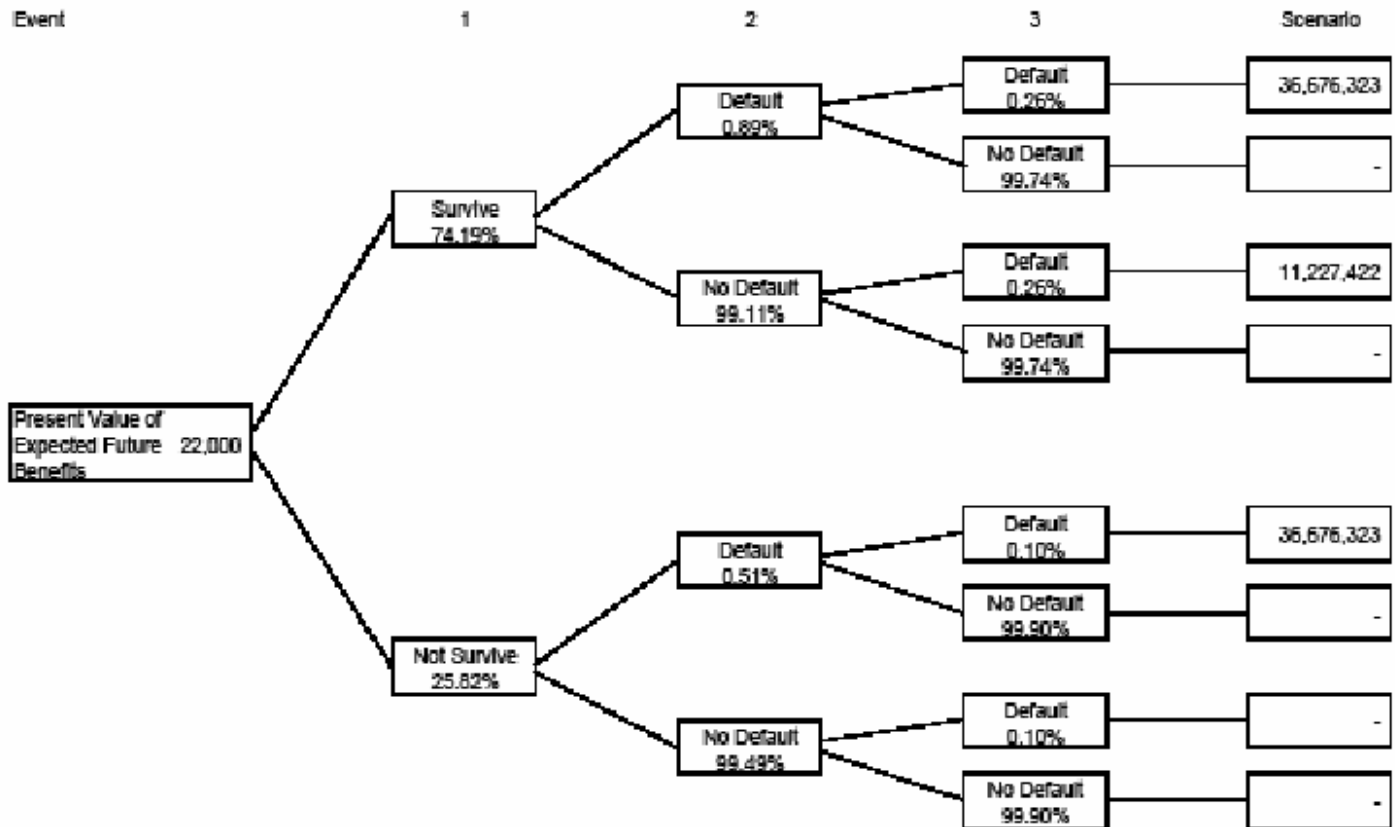 Event 1 2 3 Scenario
Default
0.26%
36,676,323
Default
0.89%
No Default
99.74%
-
Survive
74.19%
Default
0.26%
11,227,422
No Default
99.11%
No Default
99.74%
-
Present Value of
Expected Future 22,000
Benefits
Default
0.10%
36,676,323
Default
0.51%
No Default
99.90%
-
Not Survive
25.82%
Default
0.10%
-
No Default
99.49%
No Default
99.90%
-